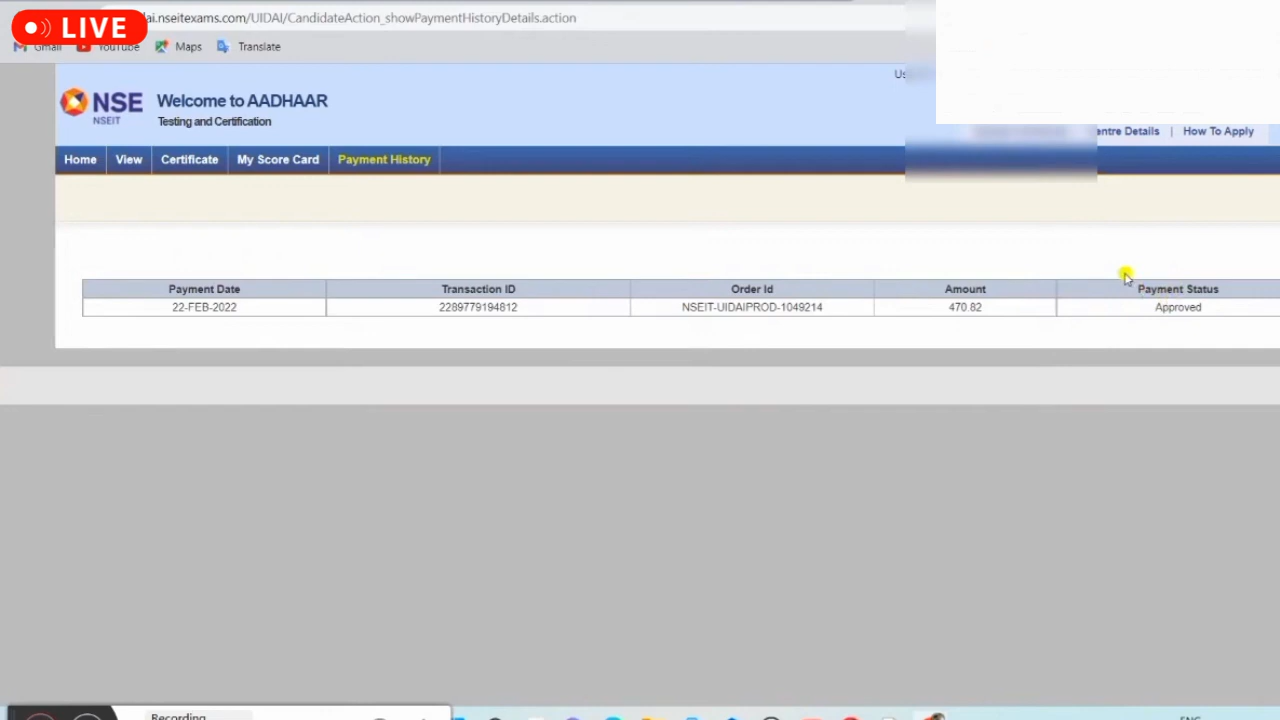 LIVE
ai.nseitexams.com/UIDAI/CandidateAction_showPaymentHistoryDetails.action
Gmail YouTube Maps Translate
NSE
NSEIT
Welcome to AADHAAR
Testing and Certification
entre Details | How To Apply
Home View Certificate My Score Card Payment History
Payment Date Transaction ID Order Id Amount Payment Status
22-FEB-2022 2289779194812 NSEIT-UIDAIPROD-1049214 470.82 Approved
Recording
ENG